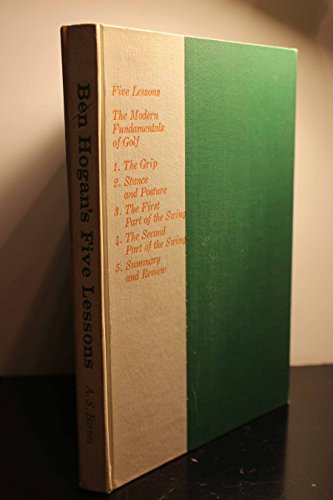 Ben Hogan's Five Lessons A. S. Barnes
Five Lessons
The Modern
Fundamentals
of Golf
1. The Grip
2. Stance
and Posture
3. The First
Part of the Swing
4. The Second
Part of the Swing
5. Summary
and Review